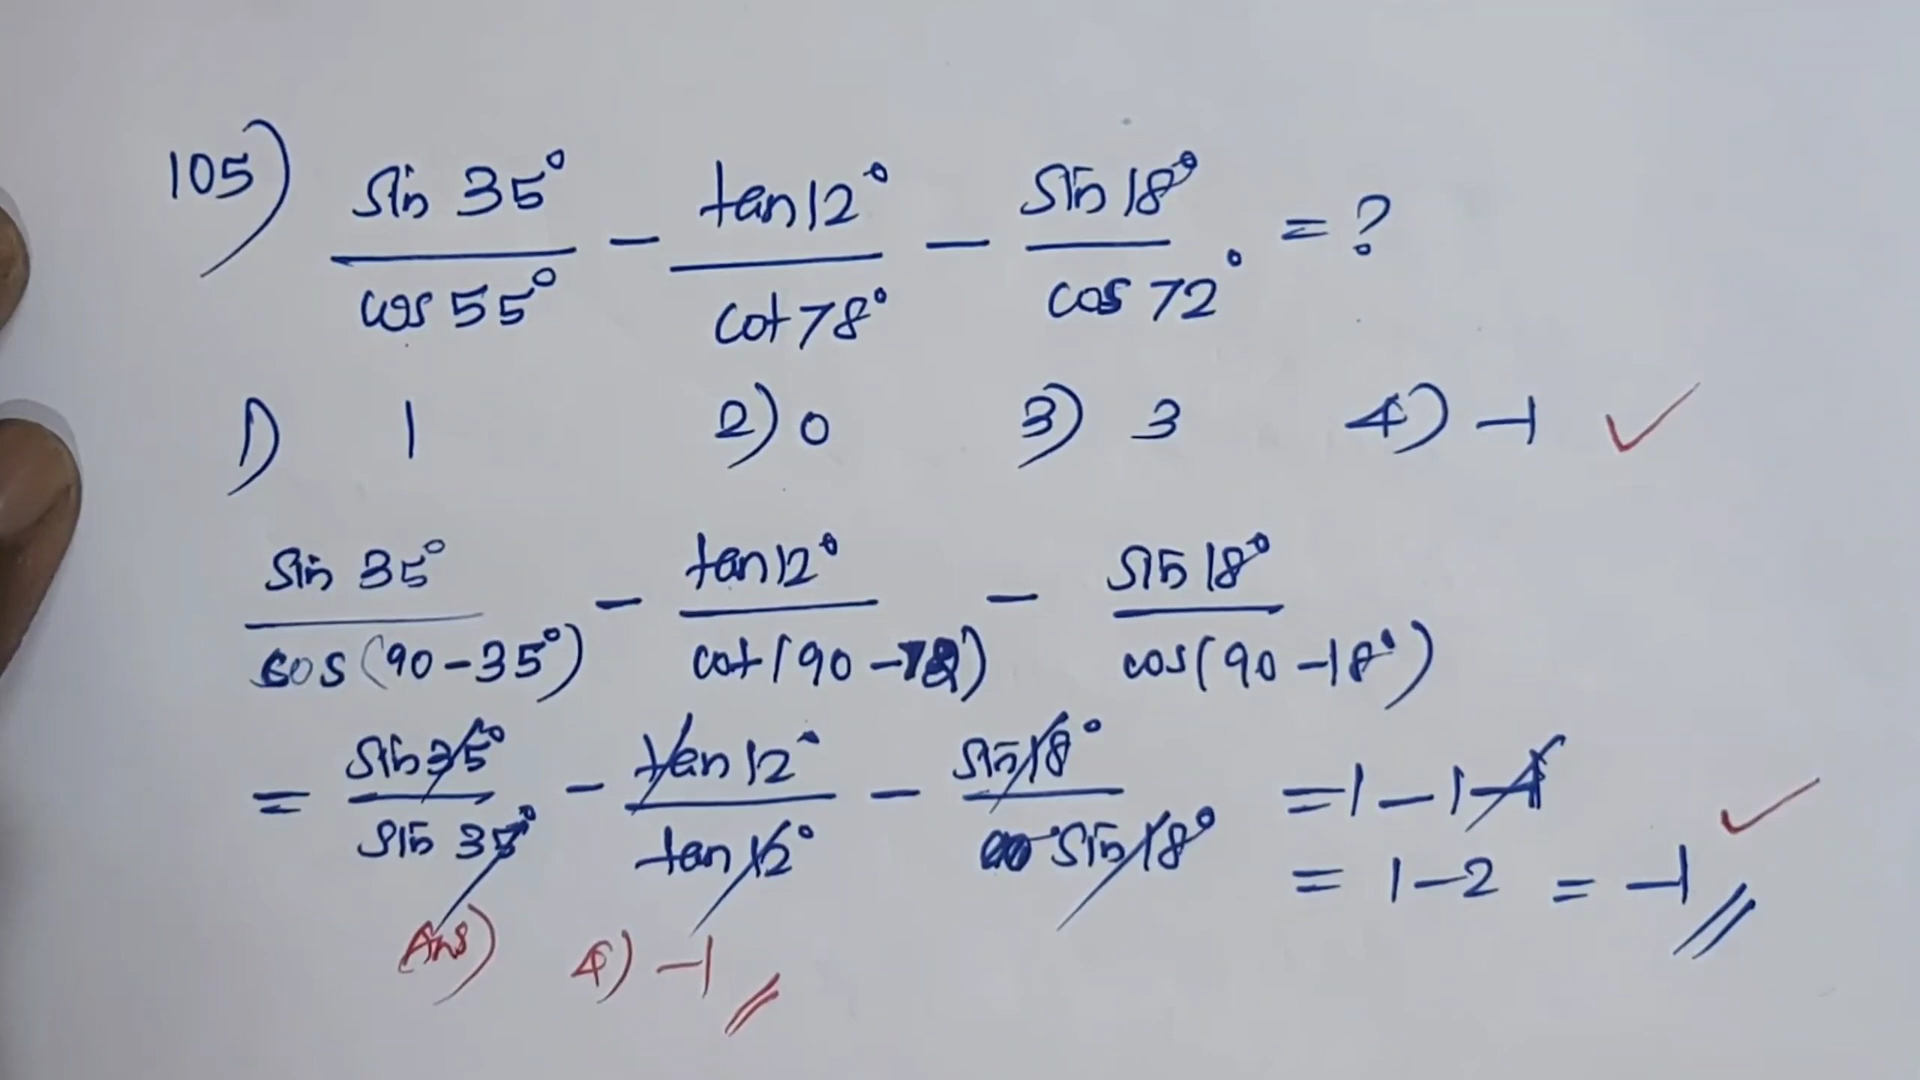 105) sin 35° / cos 55° − tan 12° / cot 78° − sin 18° / cos 72° = ?
1) 1 2) 0 3) 3 4) −1 ✓
sin 35° / cos (90 − 35°) − tan 12° / cot (90 − ) − sin 18° / cos (90 − 18°)
= sin 35° / sin 35° − tan 12° / tan 12° − sin 18° / sin 18° = 1 − 1 − 1 ✓
= 1 − 2 = −1
Ans) 4) −1